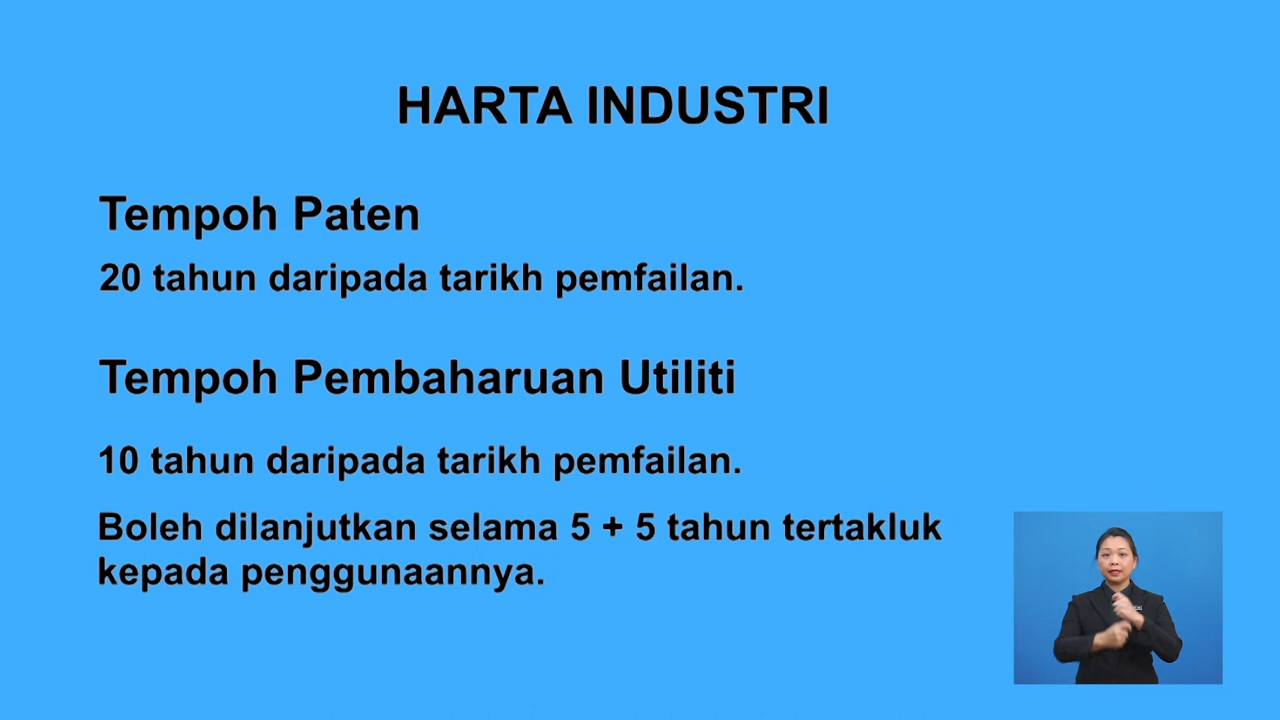 HARTA INDUSTRI
Tempoh Paten
20 tahun daripada tarikh pemfailan.
Tempoh Pembaharuan Utiliti
10 tahun daripada tarikh pemfailan.
Boleh dilanjutkan selama 5 + 5 tahun tertakluk
kepada penggunaannya.